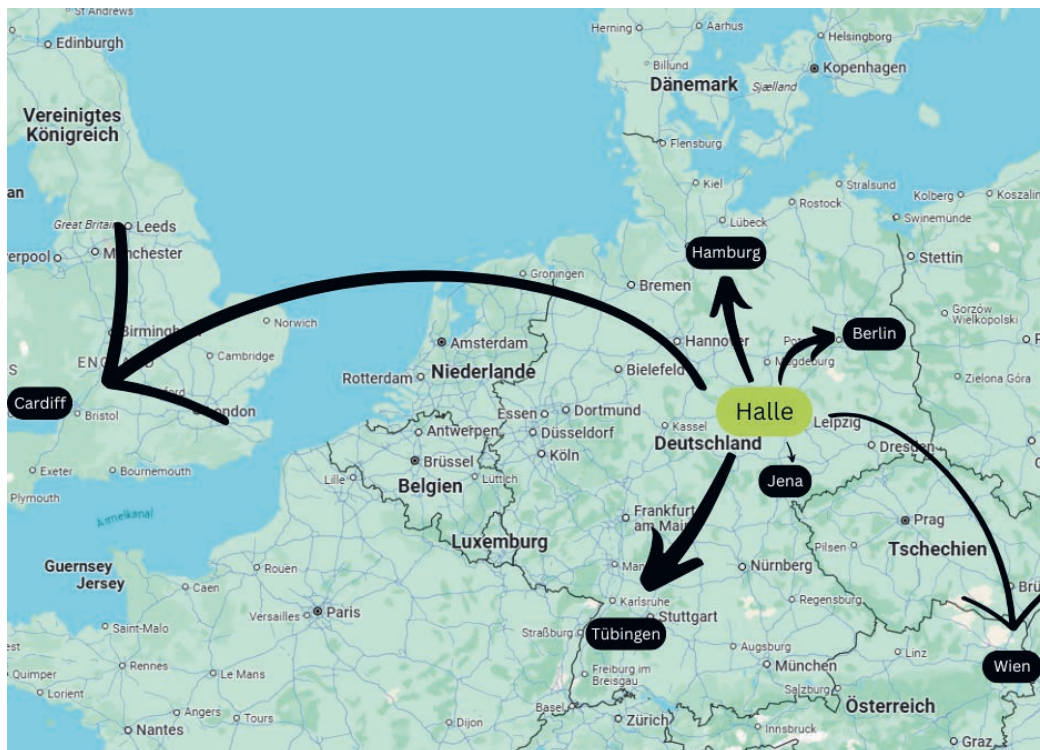 St Andrews
Edinburgh
Herning
Aarhus
Helsingborg
Billund
Dänemark
Sjælland
Kopenhagen
Vereinigtes
Königreich
Flensburg
Kiel
Stralsund
Kolberg
Koszalin
Rostock
Lübeck
Swinemünde
Great Britain
Leeds
Manchester
Hamburg
Stettin
Groningen
Bremen
Gorzów
Wielkopolski
Norwich
Birmingham
Berlin
Hannover
Magdeburg
Cambridge
Amsterdam
Niederlande
Rotterdam
Bielefeld
Zielona Góra
Cardiff
Bristol
London
Essen
Dortmund
Halle
Kassel
Leipzig
Antwerpen
Düsseldorf
Deutschland
Dresden
Köln
Brüssel
Belgien
Lüttich
Lille
Jena
Exeter
Bournemouth
Plymouth
Ärmelkanal
Frankfurt
am Main
Prag
Tschechien
Pilsen
Luxemburg
Guernsey
Jersey
Rouen
Caen
Nürnberg
Versailles
Paris
Karlsruhe
Stuttgart
Regensburg
Saint-Malo
Straßburg
Tübingen
Augsburg
Linz
Wien
Quimper
Rennes
Le Mans
Freiburg im
Breisgau
München
Salzburg
Österreich
Lorient
Angers
Tours
Basel
Nantes
Dijon
Zürich
Innsbruck
Graz